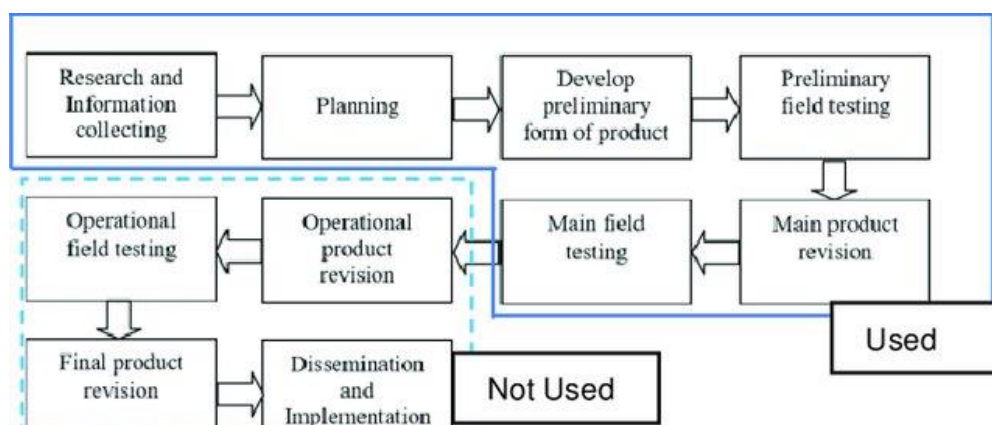 Research and
Information
collecting
Planning
Develop
preliminary
form of product
Preliminary
field testing
Operational
field testing
Operational
product
revision
Main field
testing
Main product
revision
Used
Final product
revision
Dissemination
and
Implementation
Not Used